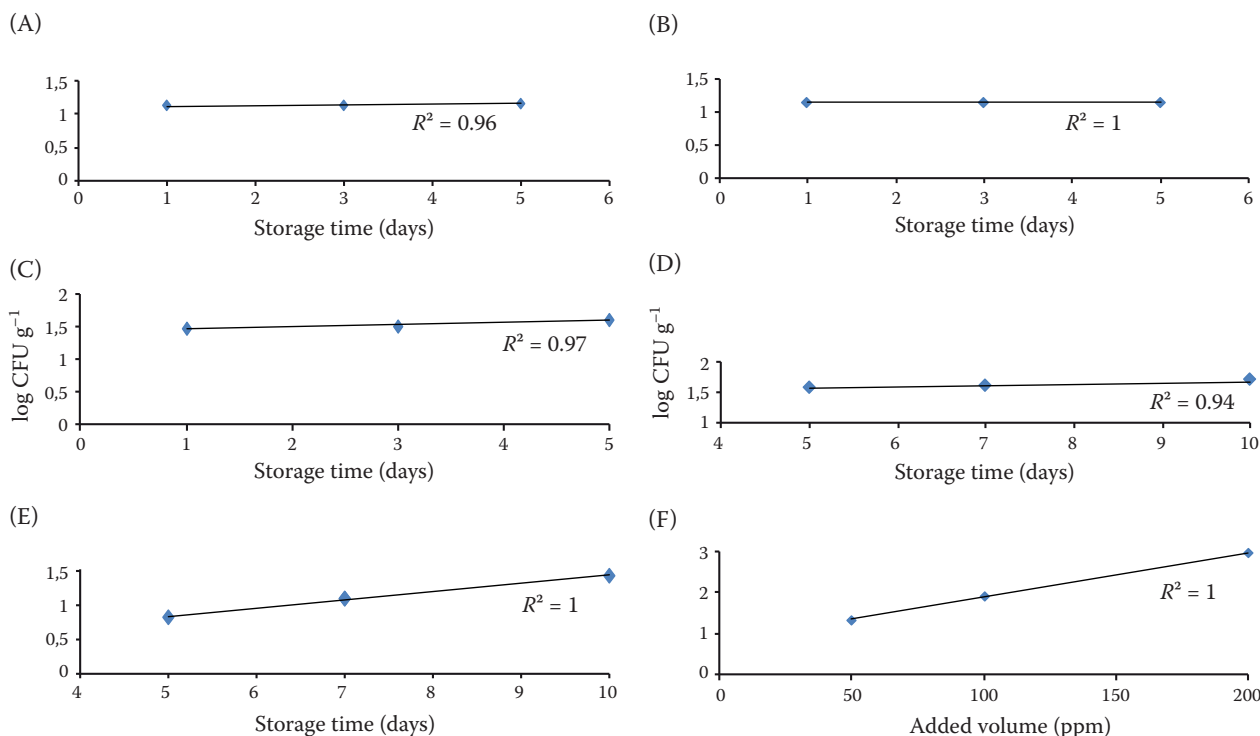 (A)
1,5
1
0,5
0
0 1 2 3 4 5 6
R² = 0.96
Storage time (days)
(B)
1,5
1
0,5
0
0 1 2 3 4 5 6
R² = 1
Storage time (days)
(C)
log CFU g⁻¹
2
1,5
1
0,5
0
0 1 2 3 4 5
R² = 0.97
Storage time (days)
(D)
log CFU g⁻¹
2
1,5
1
4 5 6 7 8 9 10
R² = 0.94
Storage time (days)
(E)
1,5
1
0,5
0
4 5 6 7 8 9 10
R² = 1
Storage time (days)
(F)
3
2
1
0
0 50 100 150 200
R² = 1
Added volume (ppm)